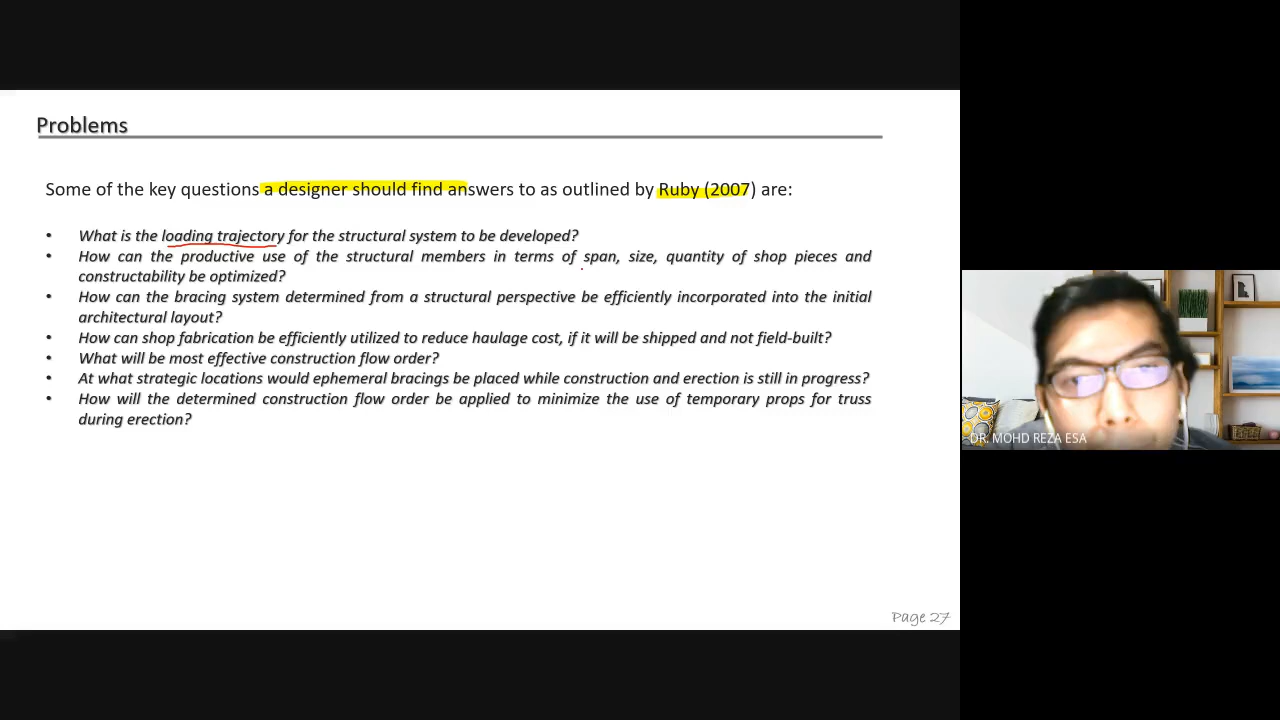 Problems
Some of the key questions a designer should find answers to as outlined by Ruby (2007) are:
• What is the loading trajectory for the structural system to be developed?
• How can the productive use of the structural members in terms of span, size, quantity of shop pieces and
constructability be optimized?
• How can the bracing system determined from a structural perspective be efficiently incorporated into the initial
architectural layout?
• How can shop fabrication be efficiently utilized to reduce haulage cost, if it will be shipped and not field-built?
• What will be most effective construction flow order?
• At what strategic locations would ephemeral bracings be placed while construction and erection is still in progress?
• How will the determined construction flow order be applied to minimize the use of temporary props for truss
during erection?
Page 27
DR. MOHD REZA ESA